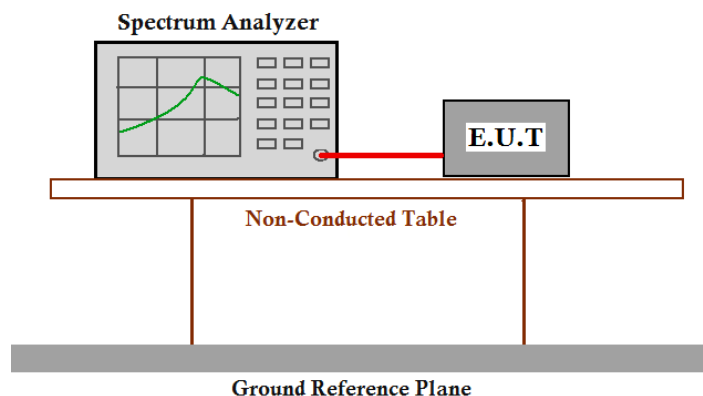 Spectrum Analyzer
E.U.T
Non-Conducted Table
Ground Reference Plane